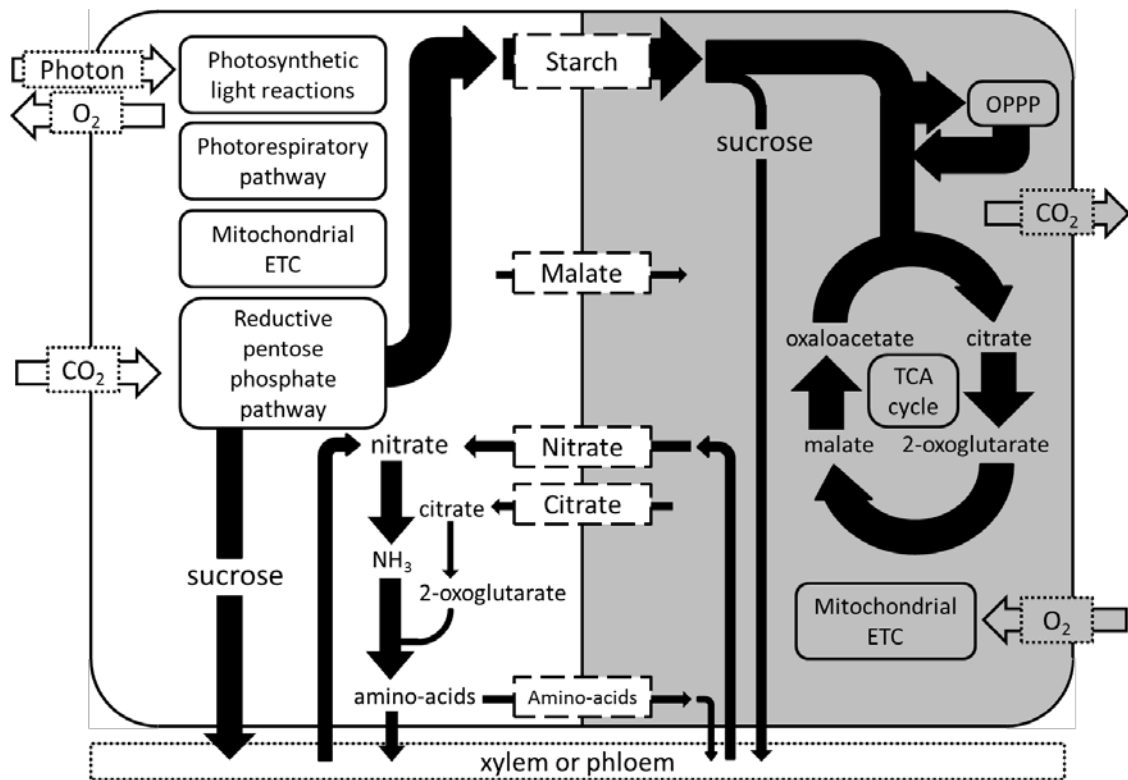 Photon
O₂
Photosynthetic
light reactions
Photorespiratory
pathway
Mitochondrial
ETC
Reductive
pentose
phosphate
pathway
CO₂
sucrose
nitrate
NH₃
citrate
2-oxoglutarate
amino-acids
Starch
Malate
Nitrate
Citrate
Amino-acids
sucrose
OPPP
CO₂
oxaloacetate
citrate
TCA
cycle
malate
2-oxoglutarate
Mitochondrial
ETC
O₂
xylem or phloem